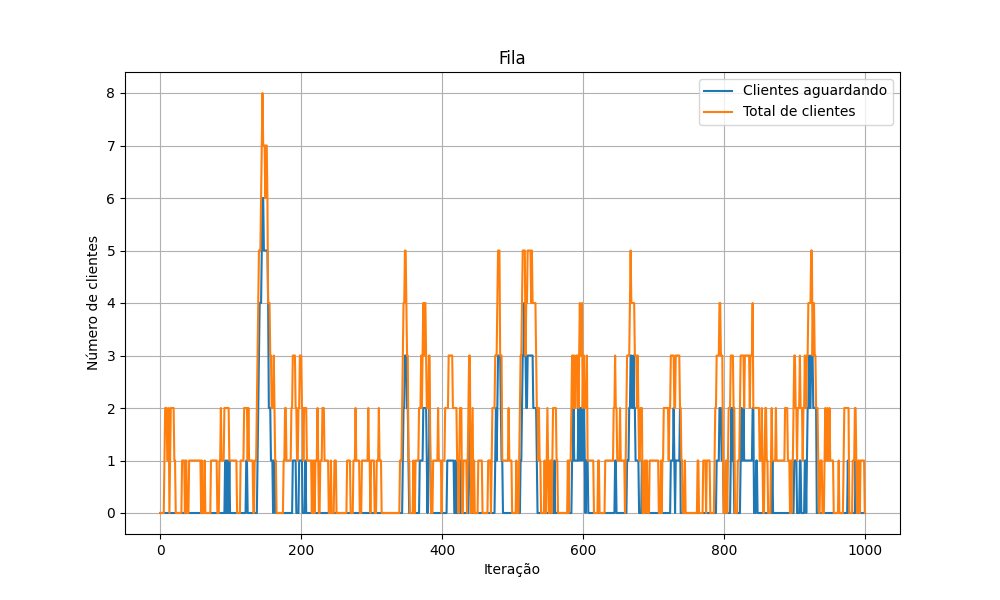 Fila
Clientes aguardando
Total de clientes
Número de clientes
8
7
6
5
4
3
2
1
0
0 200 400 600 800 1000
Iteração